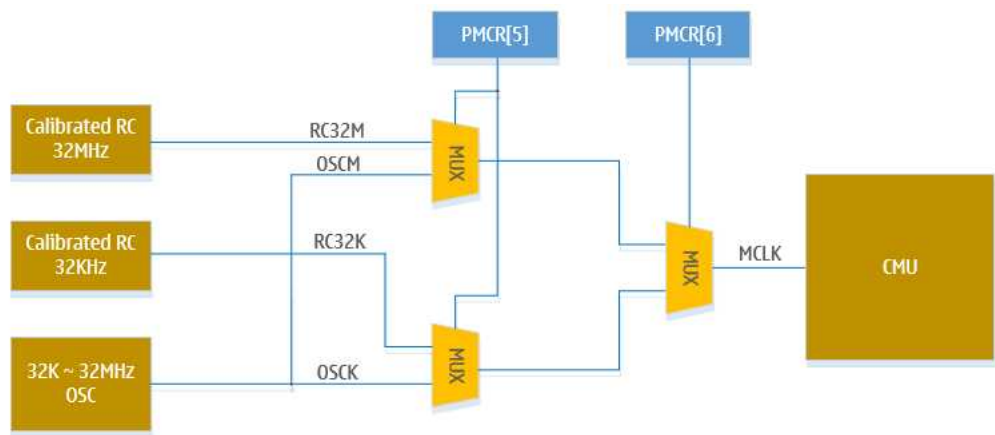 PMCR[5]
PMCR[6]
Calibrated RC
32MHz
RC32M
MUX
OSCM
Calibrated RC
32KHz
RC32K
MUX
MCLK
CMU
32K ~ 32MHz
OSC
OSCK
MUX